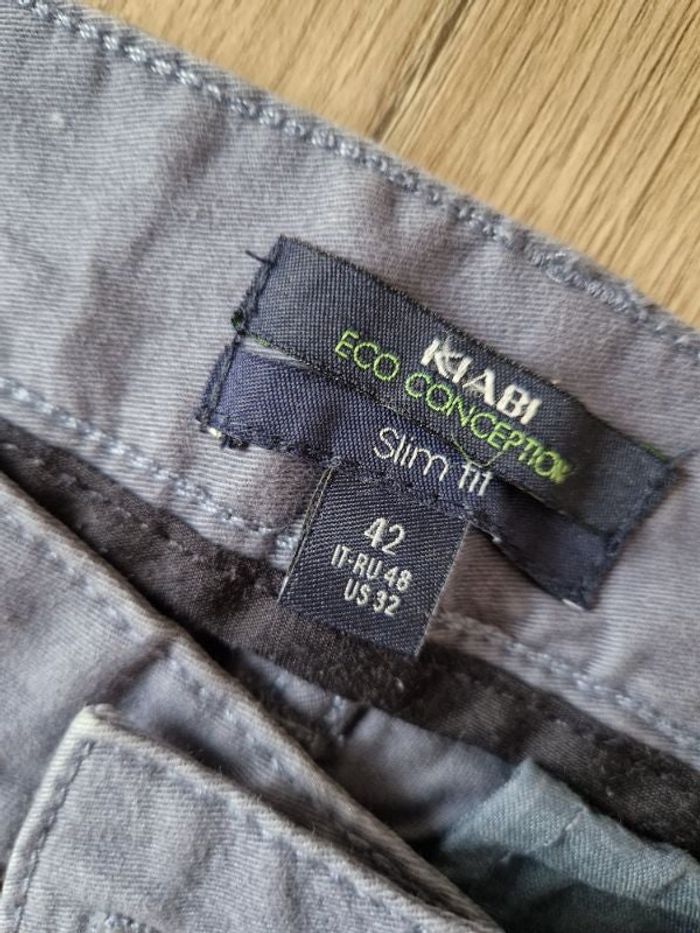 KIABI
ECO CONCEPTION
Slim fit
42
IT-RU 48
US 32